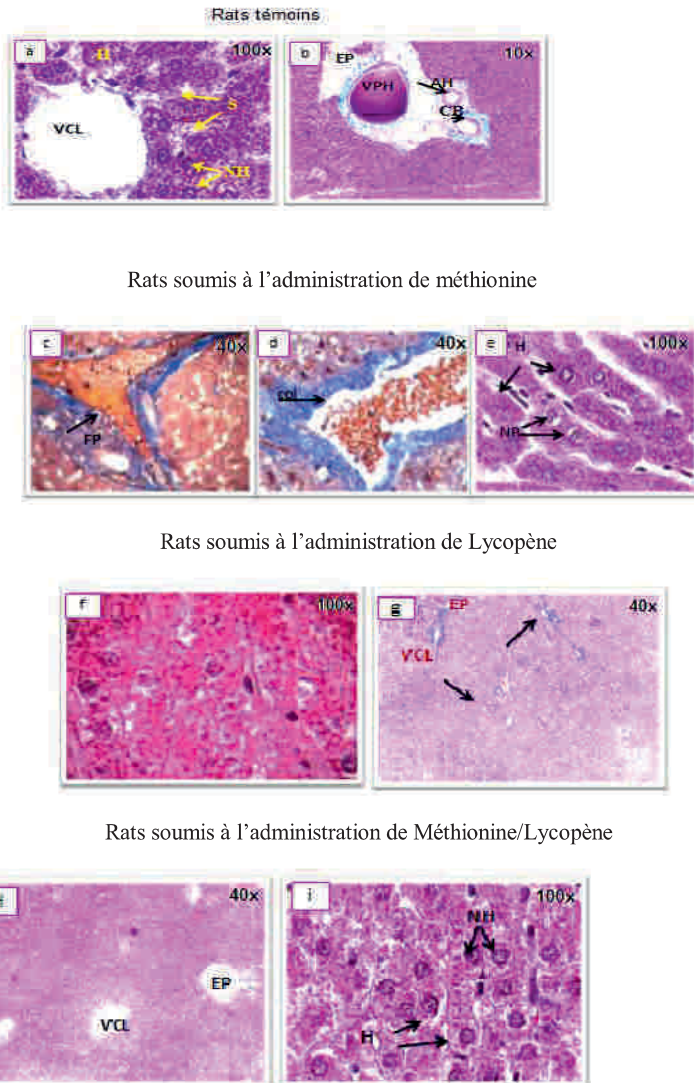 Rats témoins
a H 100x
S
VCL
NH
b EP 10x
VPH AH
CB
Rats soumis à l’administration de méthionine
c 40x
FP
d 40x
col
e H 100x
NP
Rats soumis à l’administration de Lycopène
f 100x
g EP 40x
VCL
Rats soumis à l’administration de Méthionine/Lycopène
40x
EP
VCL
i 100x
NH
H